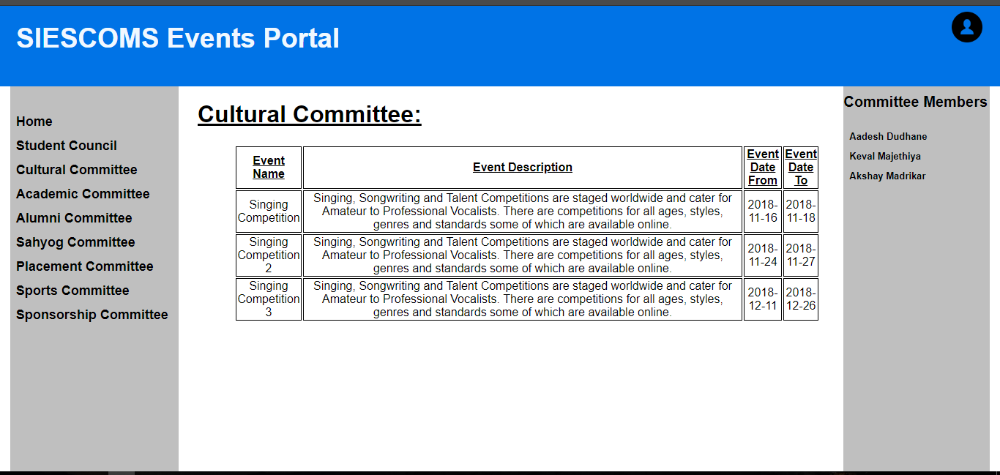 SIESCOMS Events Portal
Home
Student Council
Cultural Committee
Academic Committee
Alumni Committee
Sahyog Committee
Placement Committee
Sports Committee
Sponsorship Committee
Cultural Committee:
Event
Name
Event Description
Event
Date
From
Event
Date
To
Singing
Competition
Singing, Songwriting and Talent Competitions are staged worldwide and cater for
Amateur to Professional Vocalists. There are competitions for all ages, styles,
genres and standards some of which are available online.
2018-
11-16
2018-
11-18
Singing
Competition
2
Singing, Songwriting and Talent Competitions are staged worldwide and cater for
Amateur to Professional Vocalists. There are competitions for all ages, styles,
genres and standards some of which are available online.
2018-
11-24
2018-
11-27
Singing
Competition
3
Singing, Songwriting and Talent Competitions are staged worldwide and cater for
Amateur to Professional Vocalists. There are competitions for all ages, styles,
genres and standards some of which are available online.
2018-
12-11
2018-
12-26
Committee Members
Aadesh Dudhane
Keval Majethiya
Akshay Madrikar